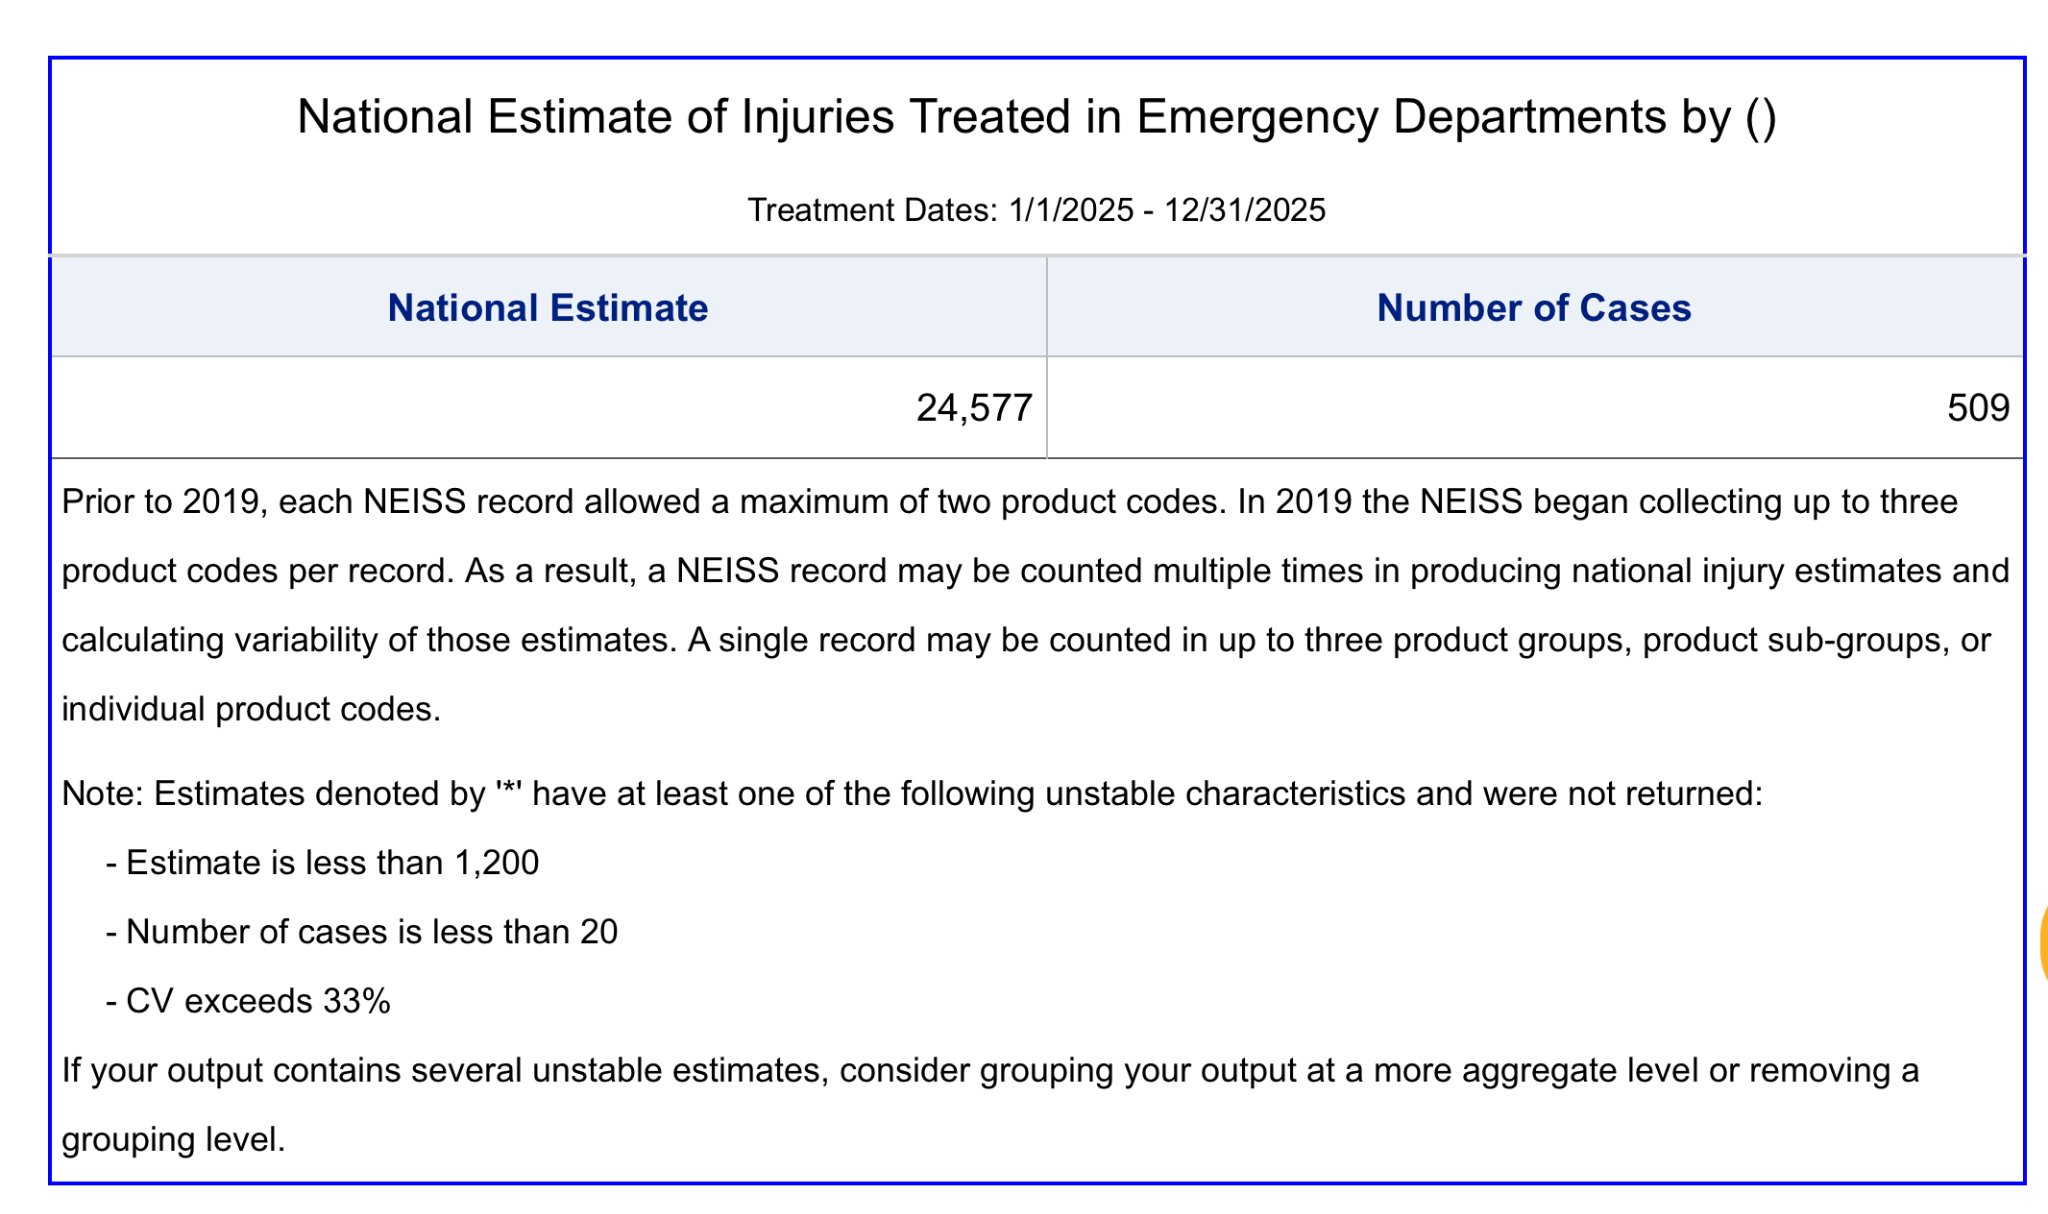 National Estimate of Injuries Treated in Emergency Departments by ()
Treatment Dates: 1/1/2025 - 12/31/2025
National Estimate Number of Cases
24,577 509
Prior to 2019, each NEISS record allowed a maximum of two product codes. In 2019 the NEISS began collecting up to three
product codes per record. As a result, a NEISS record may be counted multiple times in producing national injury estimates and
calculating variability of those estimates. A single record may be counted in up to three product groups, product sub-groups, or
individual product codes.
Note: Estimates denoted by '*' have at least one of the following unstable characteristics and were not returned:
- Estimate is less than 1,200
- Number of cases is less than 20
- CV exceeds 33%
If your output contains several unstable estimates, consider grouping your output at a more aggregate level or removing a
grouping level.